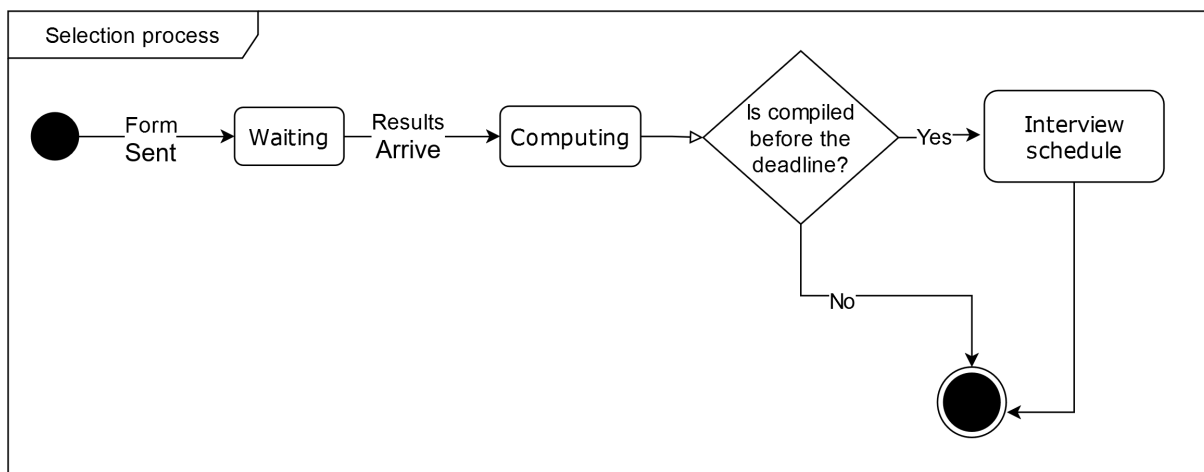 Selection process
Form
Sent
Waiting
Results
Arrive
Computing
Is compiled
before the
deadline?
Yes
Interview
schedule
No